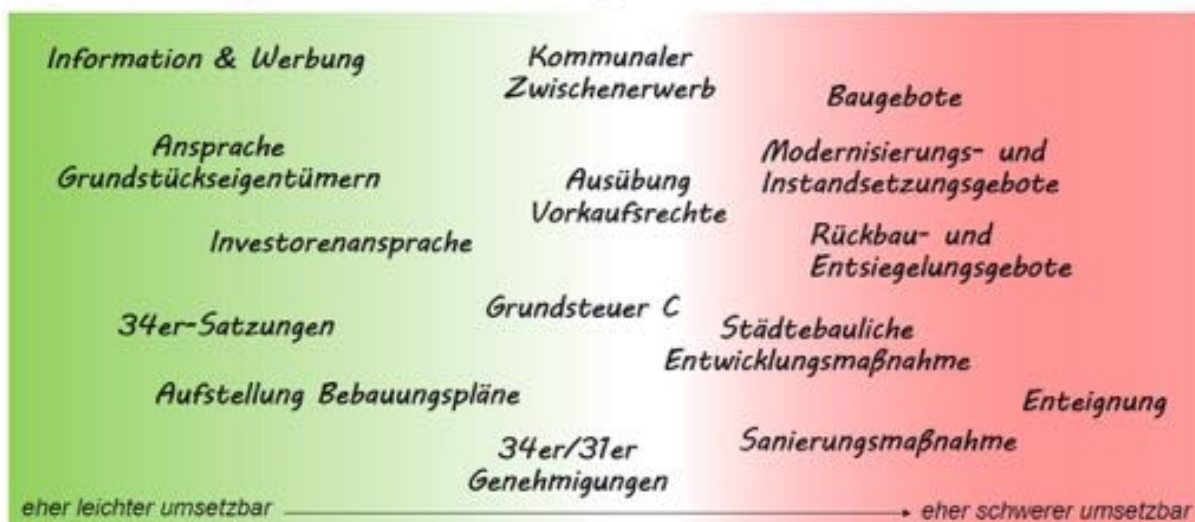 Information & Werbung
Kommunaler
Zwischenerwerb
Baugebote
Ansprache
Grundstückseigentümern
Modernisierungs- und
Instandsetzungsgebote
Ausübung
Vorkaufsrechte
Investorenansprache
Rückbau- und
Entsiegelungsgebote
Grundsteuer C
34er-Satzungen
Städtebauliche
Entwicklungsmaßnahme
Aufstellung Bebauungspläne
Enteignung
34er/31er
Genehmigungen
Sanierungsmaßnahme
eher leichter umsetzbar
eher schwerer umsetzbar